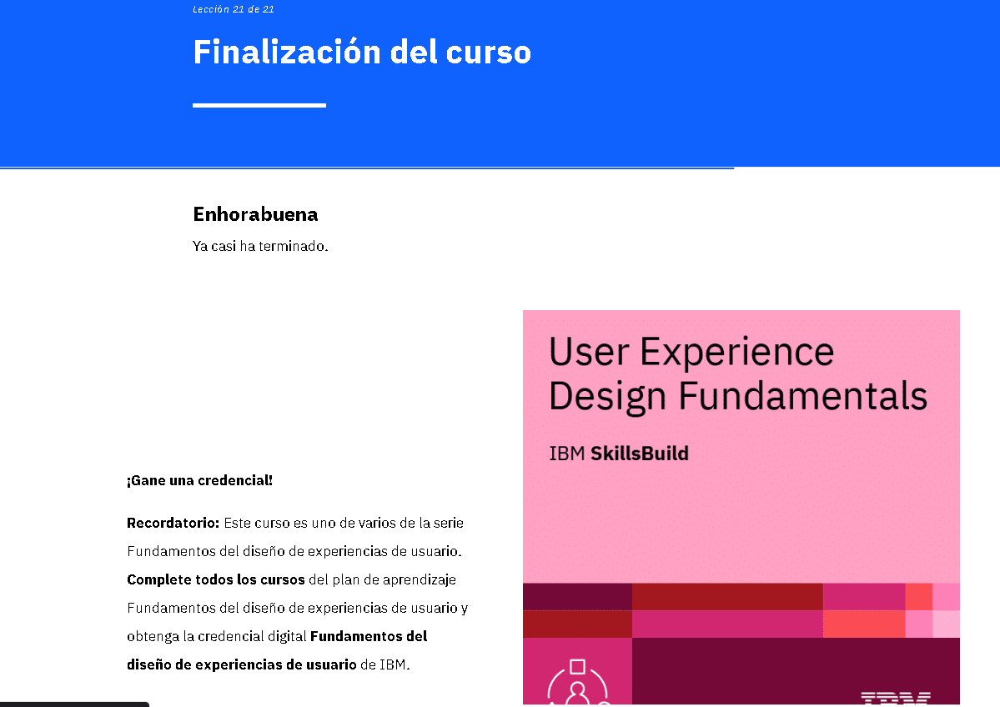 Lección 21 de 21
Finalización del curso
Enhorabuena
Ya casi ha terminado.
User Experience
Design Fundamentals
IBM SkillsBuild
¡Gane una credencial!
Recordatorio: Este curso es uno de varios de la serie
Fundamentos del diseño de experiencias de usuario.
Complete todos los cursos del plan de aprendizaje
Fundamentos del diseño de experiencias de usuario y
obtenga la credencial digital Fundamentos del
diseño de experiencias de usuario de IBM.
IBM